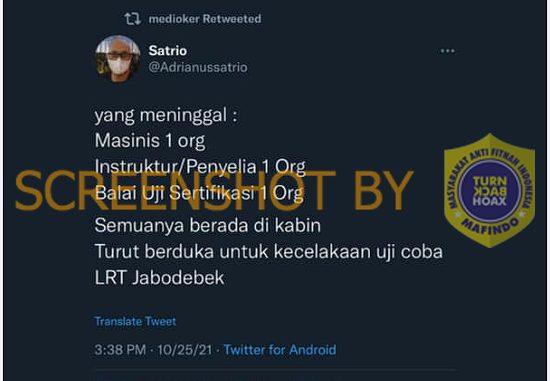 medioker Retweeted
Satrio
@Adrianussatrio
yang meninggal :
Masinis 1 org
Instruktur/Penyelia 1 Org
SCREENSHOT BY
Balai Uji Sertifikasi 1 Org
Semuanya berada di kabin
Turut berduka untuk kecelakaan uji coba
LRT Jabodebek
MASYARAKAT ANTI FITNAH INDONESIA
TURN
BACK
HOAX
MAFINDO
Translate Tweet
3:38 PM · 10/25/21 · Twitter for Android